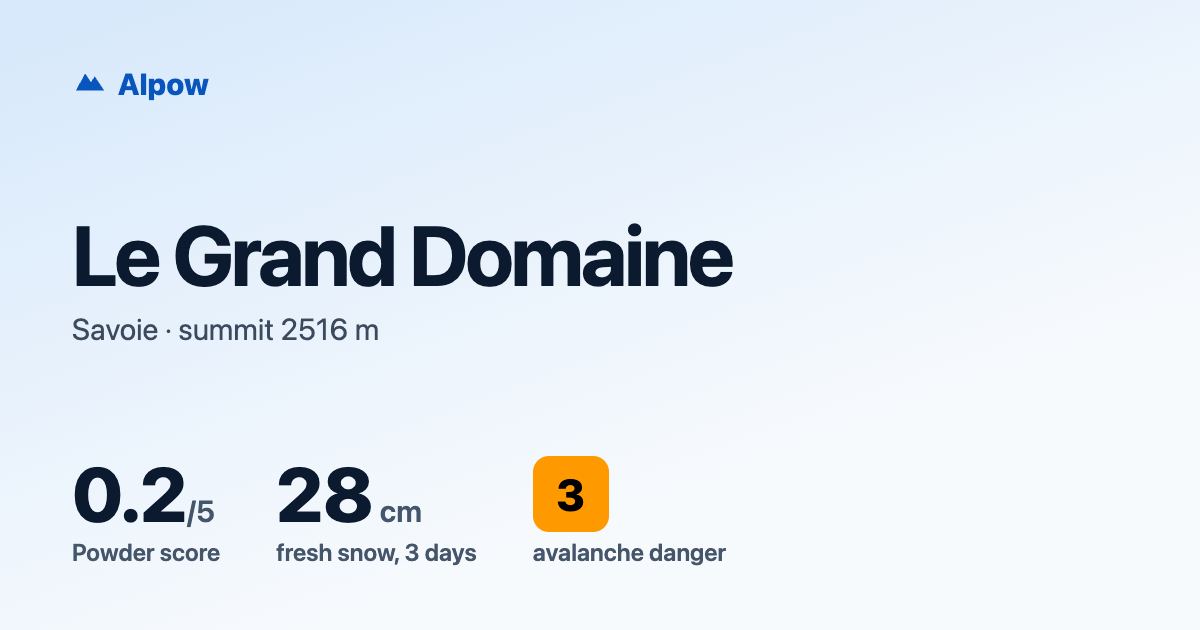 Alpow
Le Grand Domaine
Savoie · summit 2516 m
0.2/5
Powder score
28 cm
fresh snow, 3 days
3
avalanche danger